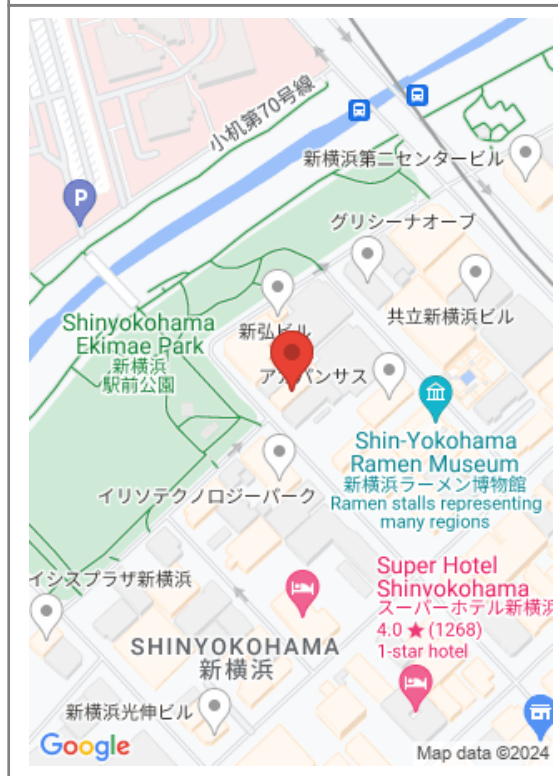 小机第70号線
新横浜第二センタービル
P
グリシーナオーブ
共立新横浜ビル
新弘ビル
Shinyokohama
Ekimae Park
新横浜
駅前公園
Shin-Yokohama
Ramen Museum
新横浜ラーメン博物館
Ramen stalls representing
many regions
イリソテクノロジーパーク
Super Hotel
Shinyokohama
スーパーホテル新横浜
4.0 ★ (1268)
1-star hotel
イシスプラザ新横浜
SHINYOKOHAMA
新横浜
新横浜光伸ビル
Google
Map data ©2024